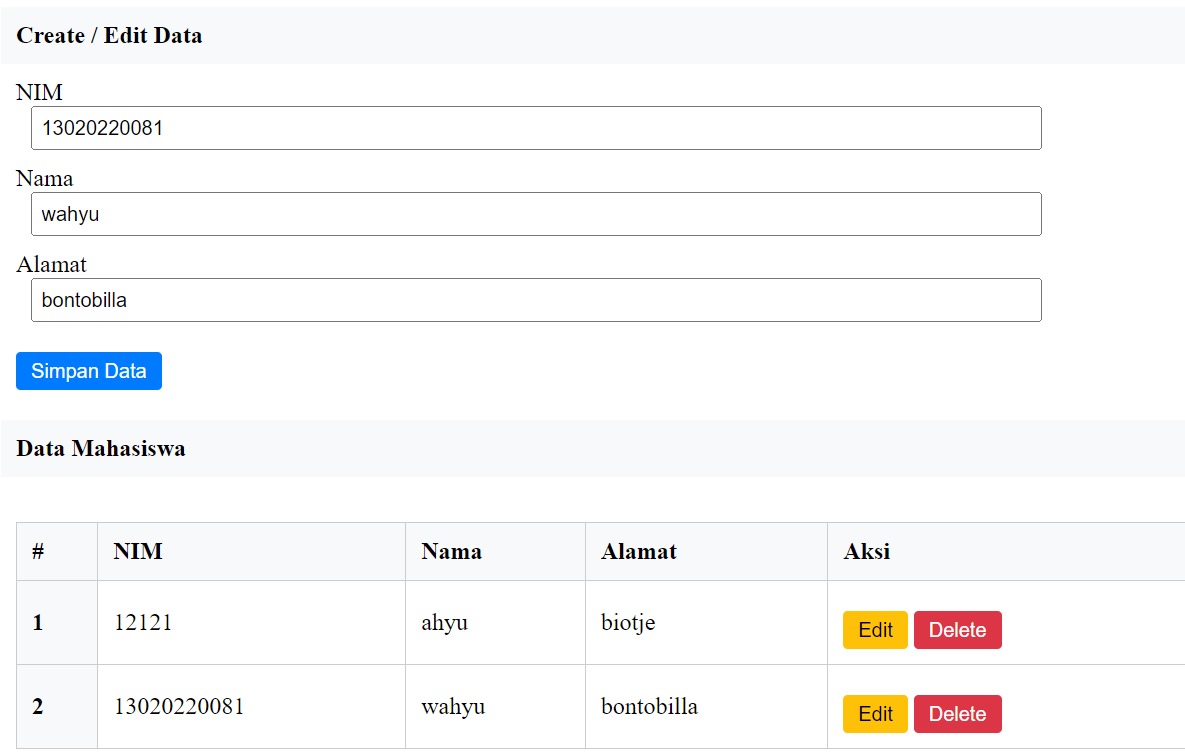 Create / Edit Data
NIM
13020220081
Nama
wahyu
Alamat
bontobilla
Simpan Data
Data Mahasiswa
# NIM Nama Alamat Aksi
1 12121 ahyu biotje Edit Delete
2 13020220081 wahyu bontobilla Edit Delete